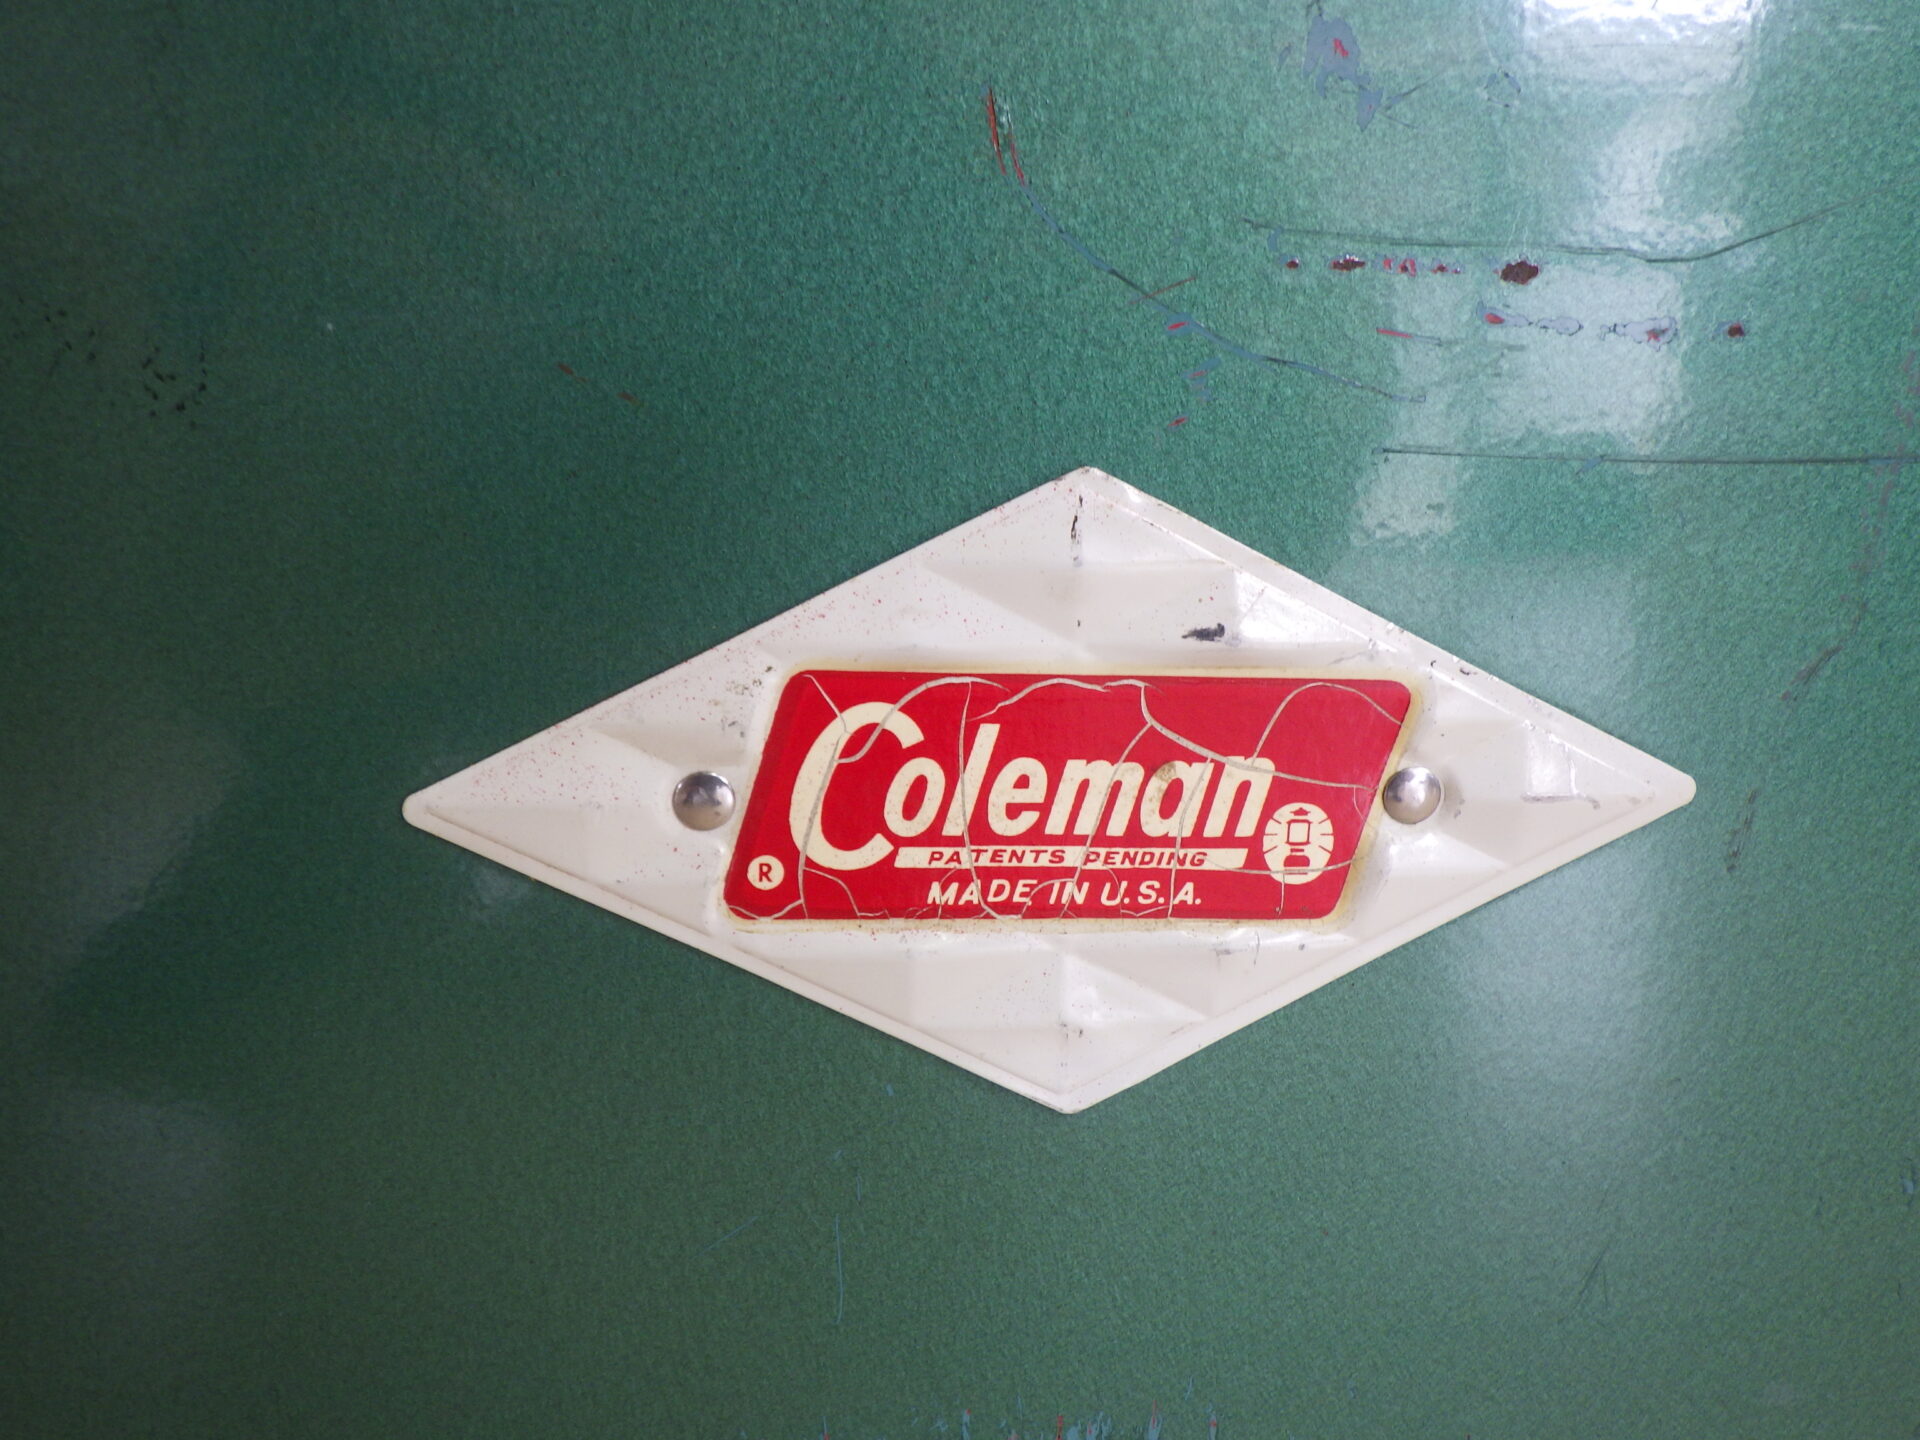 Coleman
PATENTS PENDING
® MADE IN U.S.A.